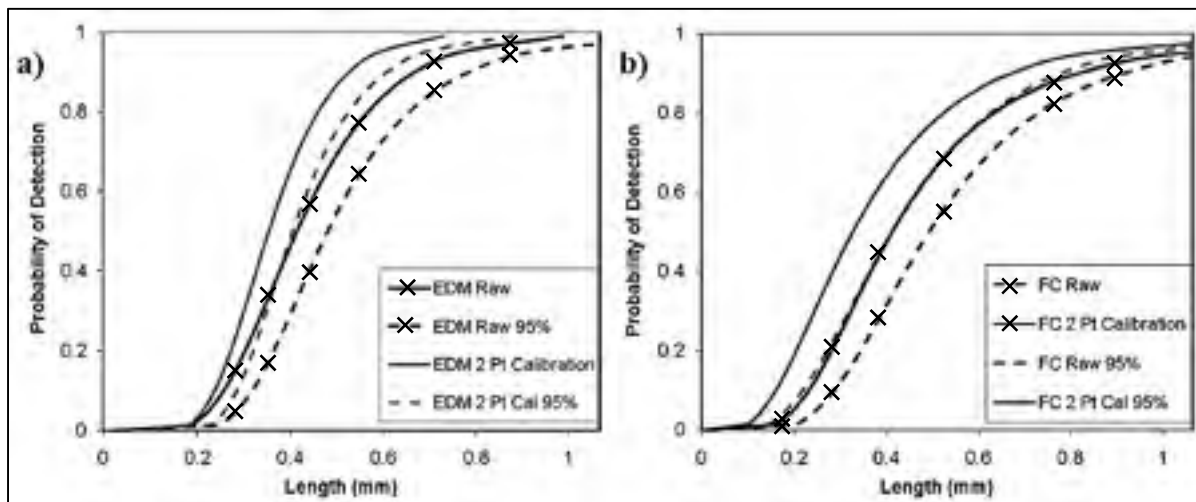 a)
Probability of Detection
1
0.8
0.6
0.4
0.2
0
0 0.2 0.4 0.6 0.8 1
Length (mm)
EDM Raw
EDM Raw 95%
EDM 2 Pt Calibration
EDM 2 Pt Cal 95%
b)
Probability of Detection
1
0.8
0.6
0.4
0.2
0
0 0.2 0.4 0.6 0.8 1
Length (mm)
FC Raw
FC 2 Pt Calibration
FC Raw 95%
FC 2 Pt Cal 95%